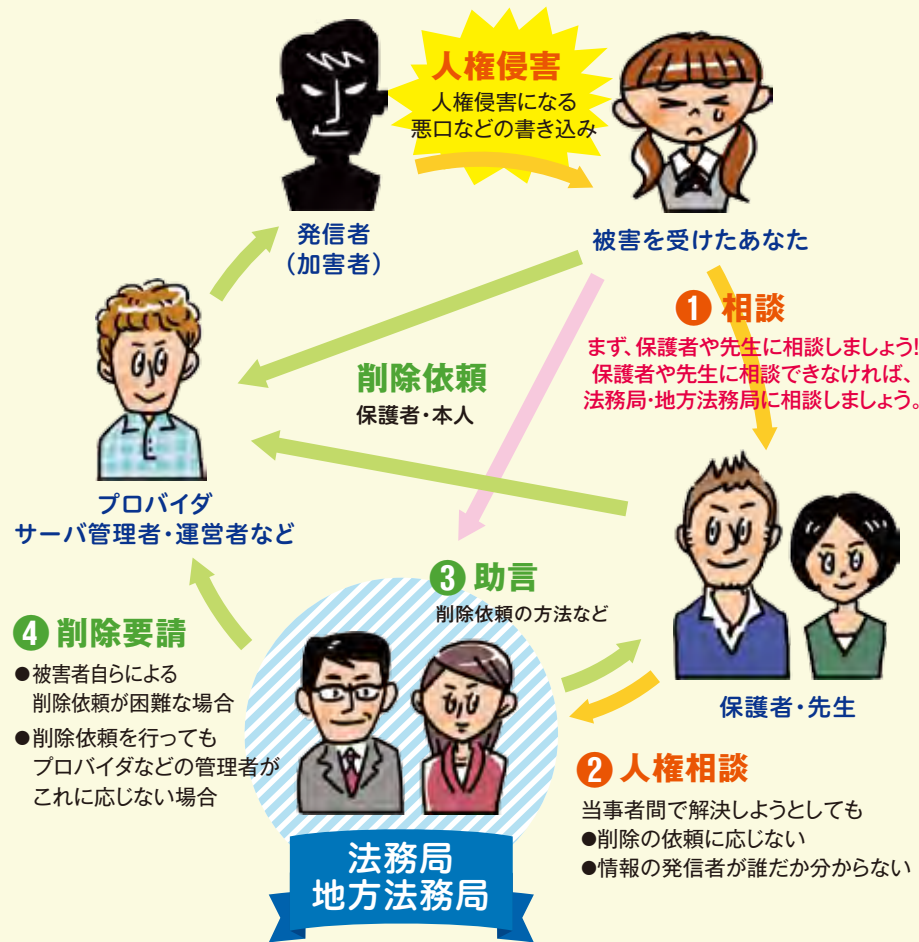 人権侵害
人権侵害になる
悪口などの書き込み
発信者
（加害者）
被害を受けたあなた
❶ 相談
まず、保護者や先生に相談しましょう!
保護者や先生に相談できなければ、
法務局・地方法務局に相談しましょう。
削除依頼
保護者・本人
プロバイダ
サーバ管理者・運営者など
❸ 助言
削除依頼の方法など
❹ 削除要請
●被害者自らによる
削除依頼が困難な場合
●削除依頼を行っても
プロバイダなどの管理者が
これに応じない場合
保護者・先生
❷ 人権相談
当事者間で解決しようとしても
●削除の依頼に応じない
●情報の発信者が誰だか分からない
法務局
地方法務局